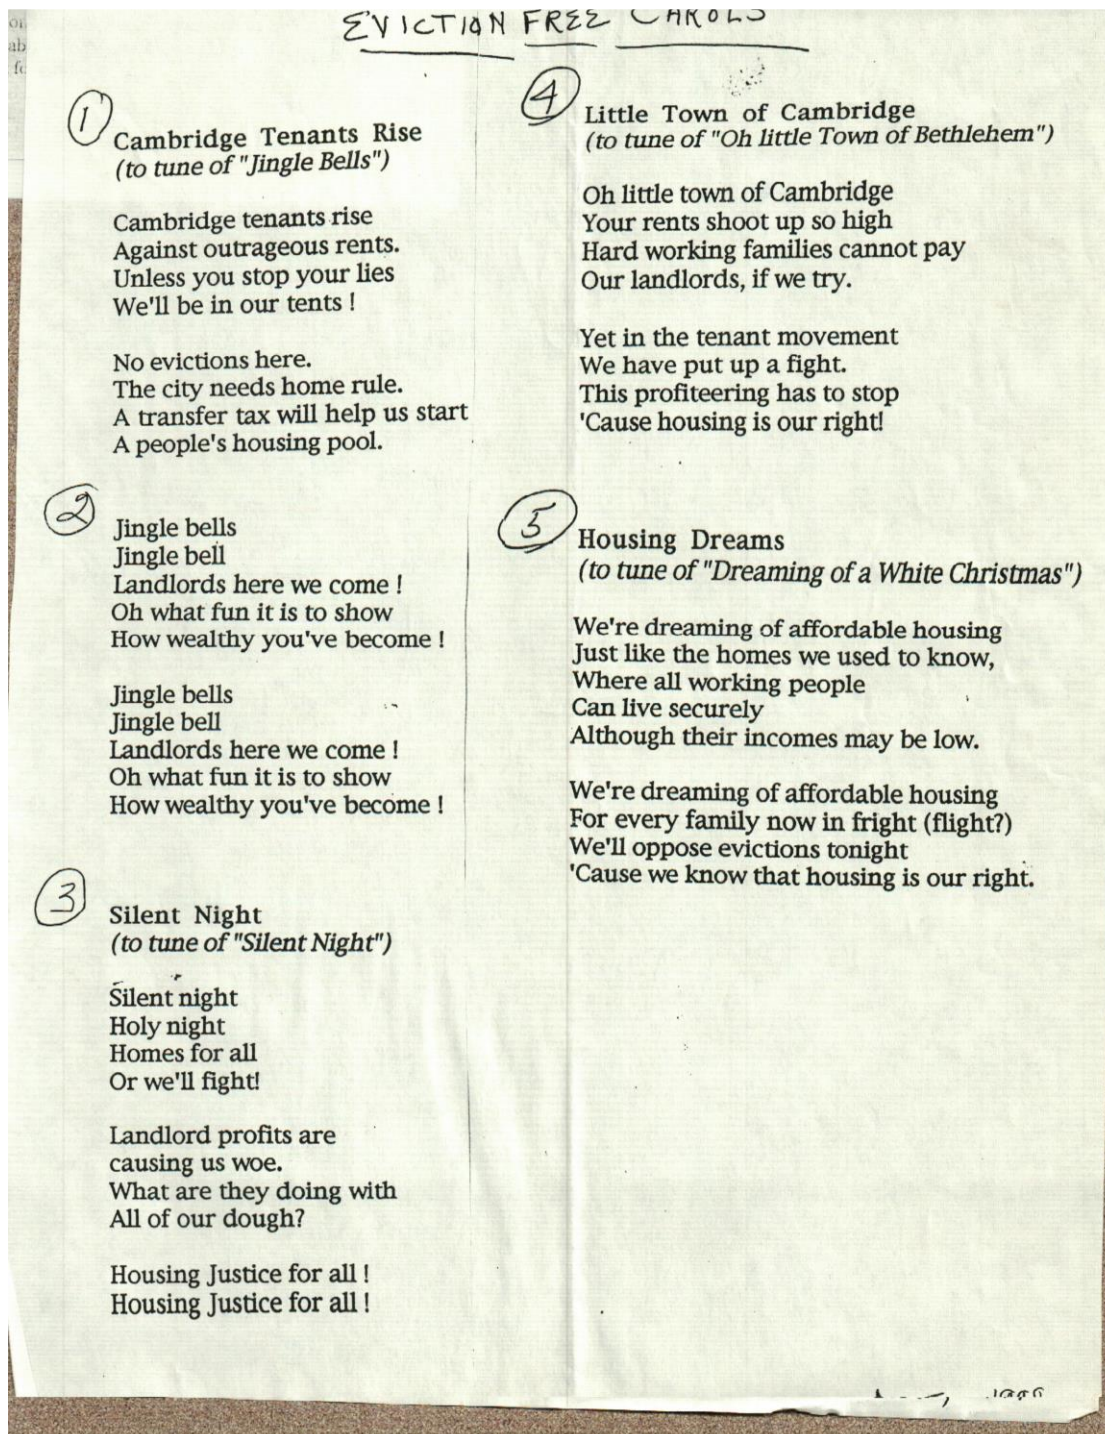 EVICTION FREE CAROLS
1
Cambridge Tenants Rise
(to tune of "Jingle Bells")
Cambridge tenants rise
Against outrageous rents.
Unless you stop your lies
We'll be in our tents !
No evictions here.
The city needs home rule.
A transfer tax will help us start
A people's housing pool.
2
Jingle bells
Jingle bell
Landlords here we come !
Oh what fun it is to show
How wealthy you've become !
Jingle bells
Jingle bell
Landlords here we come !
Oh what fun it is to show
How wealthy you've become !
3
Silent Night
(to tune of "Silent Night")
Silent night
Holy night
Homes for all
Or we'll fight!
Landlord profits are
causing us woe.
What are they doing with
All of our dough?
Housing Justice for all !
Housing Justice for all !
4
Little Town of Cambridge
(to tune of "Oh little Town of Bethlehem")
Oh little town of Cambridge
Your rents shoot up so high
Hard working families cannot pay
Our landlords, if we try.
Yet in the tenant movement
We have put up a fight.
This profiteering has to stop
'Cause housing is our right!
5
Housing Dreams
(to tune of "Dreaming of a White Christmas")
We're dreaming of affordable housing
Just like the homes we used to know,
Where all working people
Can live securely
Although their incomes may be low.
We're dreaming of affordable housing
For every family now in fright (flight?)
We'll oppose evictions tonight
'Cause we know that housing is our right.